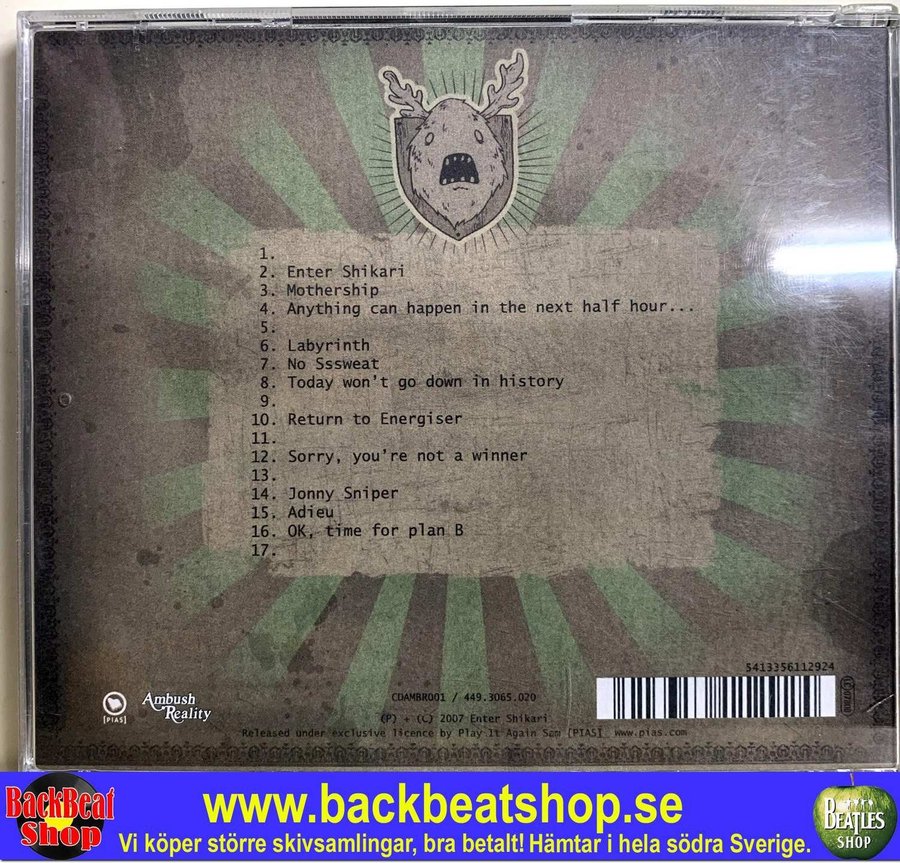 1.
2. Enter Shikari
3. Mothership
4. Anything can happen in the next half hour...
5.
6. Labyrinth
7. No Sssweat
8. Today won't go down in history
9.
10. Return to Energiser
11.
12. Sorry, you're not a winner
13.
14. Jonny Sniper
15. Adieu
16. OK, time for plan B
17.
5413356112924
[PIAS]
Ambush
Reality
CDAMBR001 / 449.3065.020
(P) + (C) 2007 Enter Shikari
Released under exclusive licence by Play It Again Sam [PIAS] www.pias.com
BackBeat
Shop
www.backbeatshop.se
Vi köper större skivsamlingar, bra betalt! Hämtar i hela södra Sverige.
BEATLES
SHOP